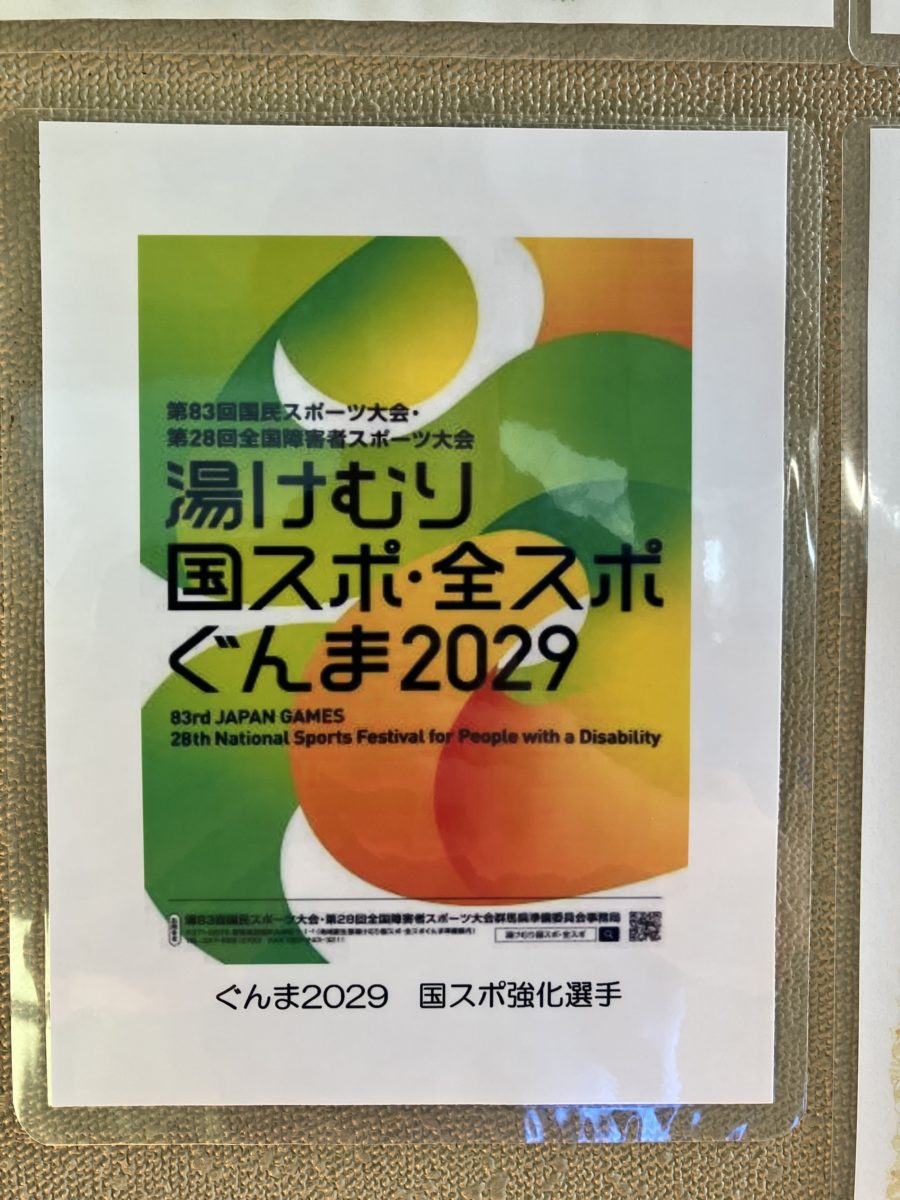 第83回国民スポーツ大会・
第28回全国障害者スポーツ大会
湯けむり
国スポ・全スポ
ぐんま2029
83rd JAPAN GAMES
28th National Sports Festival for People with a Disability
第83回国民スポーツ大会・第28回全国障害者スポーツ大会群馬県準備委員会事務局
湯けむり国スポ・全スポ
ぐんま2029 国スポ強化選手